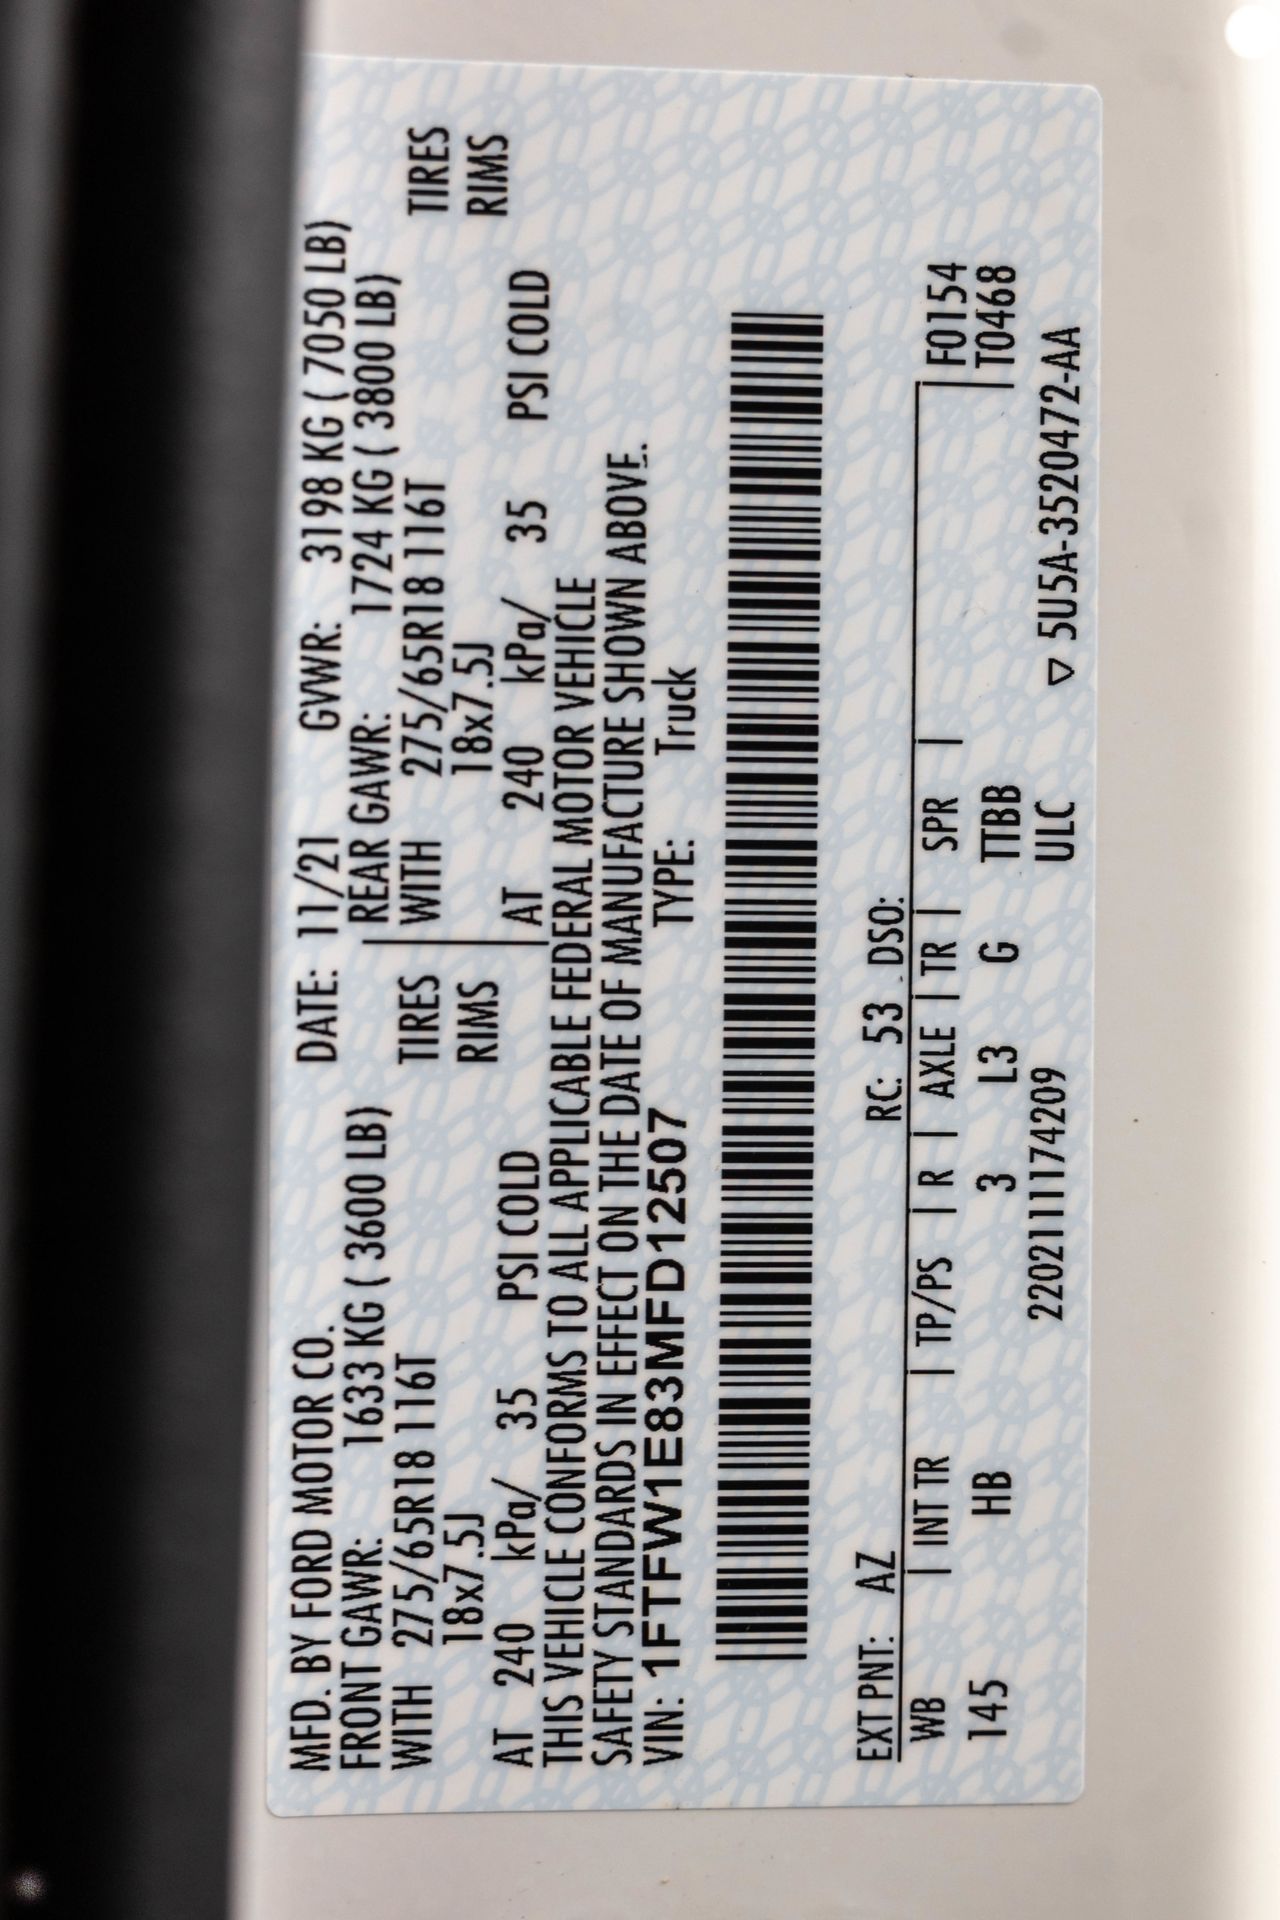 MFD. BY FORD MOTOR CO. DATE: 11/21 GVWR: 3198 KG ( 7050 LB)
FRONT GAWR: 1633 KG ( 3600 LB) REAR GAWR: 1724 KG ( 3800 LB)
WITH 275/65R18 116T TIRES WITH 275/65R18 116T TIRES
18x7.5J RIMS 18x7.5J RIMS
AT 240 kPa/ 35 PSI COLD AT 240 kPa/ 35 PSI COLD
THIS VEHICLE CONFORMS TO ALL APPLICABLE FEDERAL MOTOR VEHICLE
SAFETY STANDARDS IN EFFECT ON THE DATE OF MANUFACTURE SHOWN ABOVE.
VIN: 1FTFW1E83MFD12507 TYPE: Truck
EXT PNT: AZ RC: 53 DSO:
WB | INT TR | TP/PS | R | AXLE | TR | SPR | F0154
145 HB 3 L3 G TTBB T0468
22021111174209 ULC ▽ 5U5A-3520472-AA